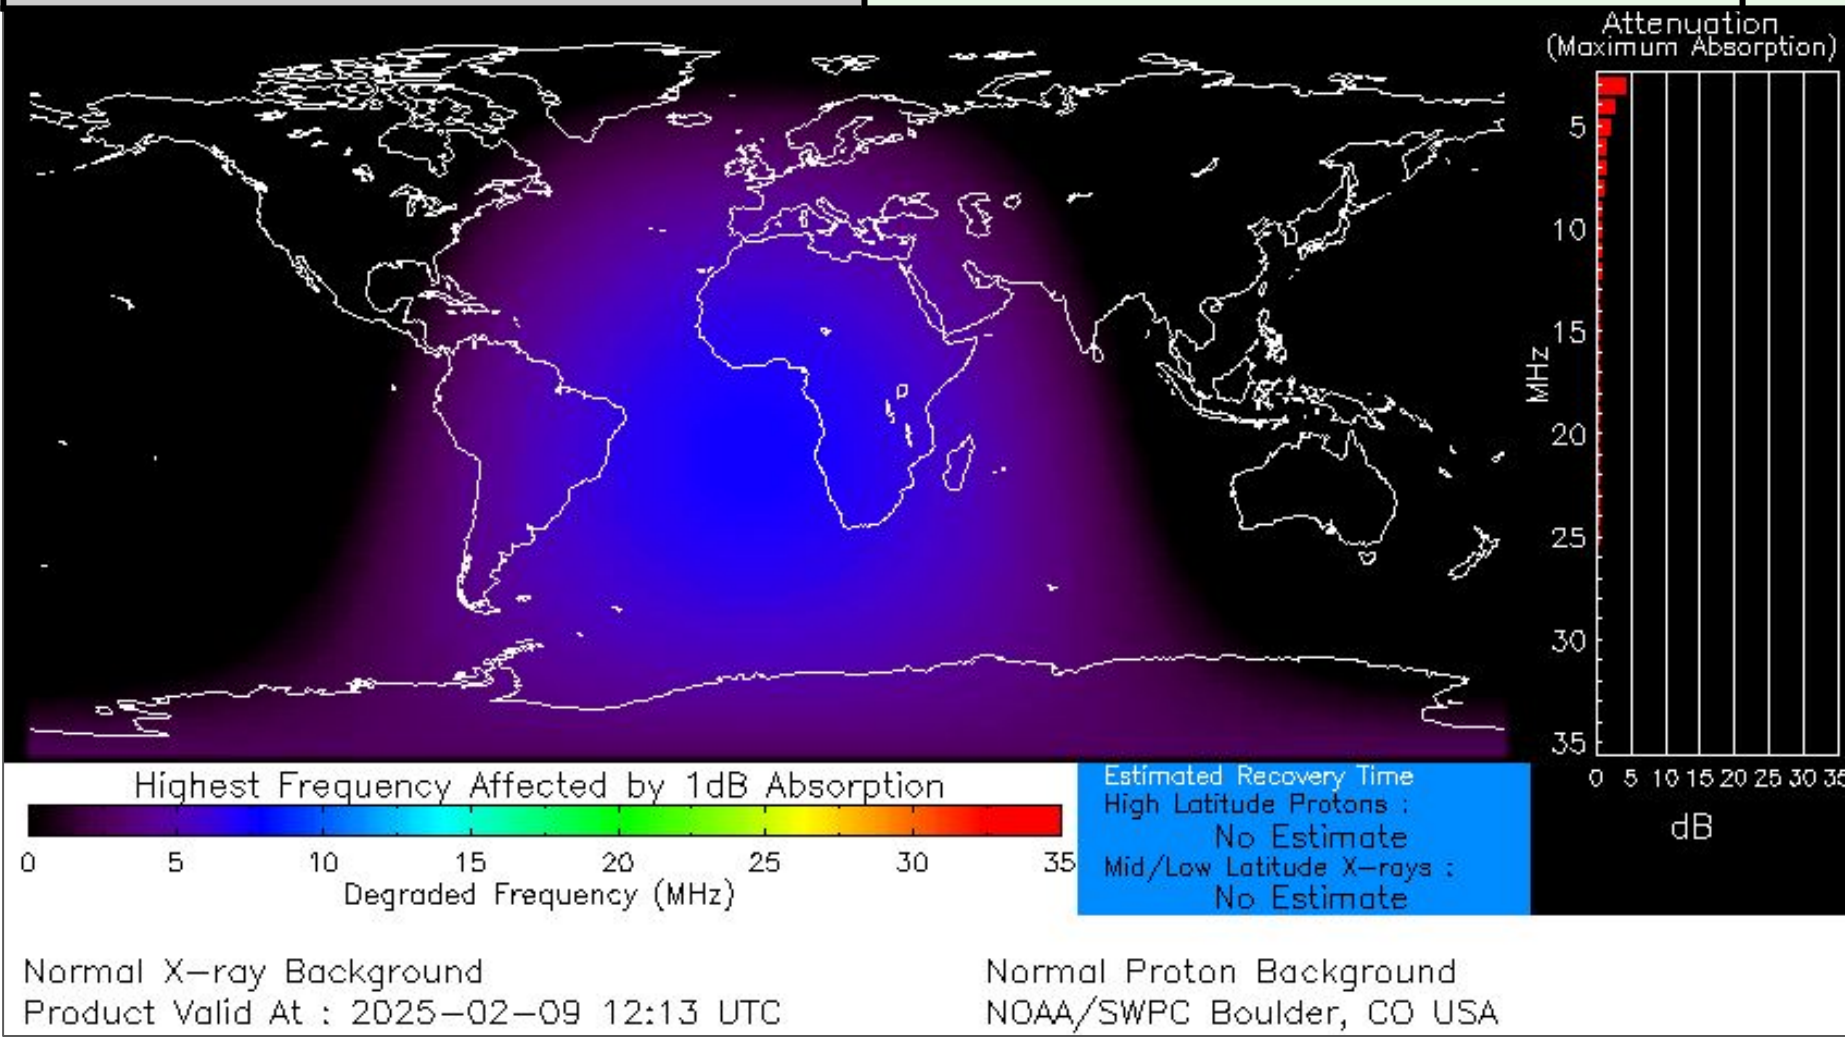 Attenuation
(Maximum Absorption)
5
10
15
20
25
30
35
MHz
0 5 10 15 20 25 30 35
dB
Highest Frequency Affected by 1dB Absorption
0 5 10 15 20 25 30 35
Degraded Frequency (MHz)
Estimated Recovery Time
High Latitude Protons :
No Estimate
Mid/Low Latitude X-rays :
No Estimate
Normal X-ray Background
Product Valid At : 2025-02-09 12:13 UTC
Normal Proton Background
NOAA/SWPC Boulder, CO USA